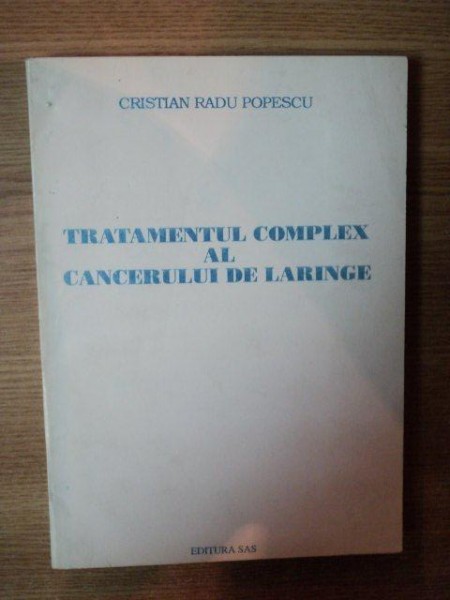 CRISTIAN RADU POPESCU
TRATAMENTUL COMPLEX
AL
CANCERULUI DE LARINGE
EDITURA SAS